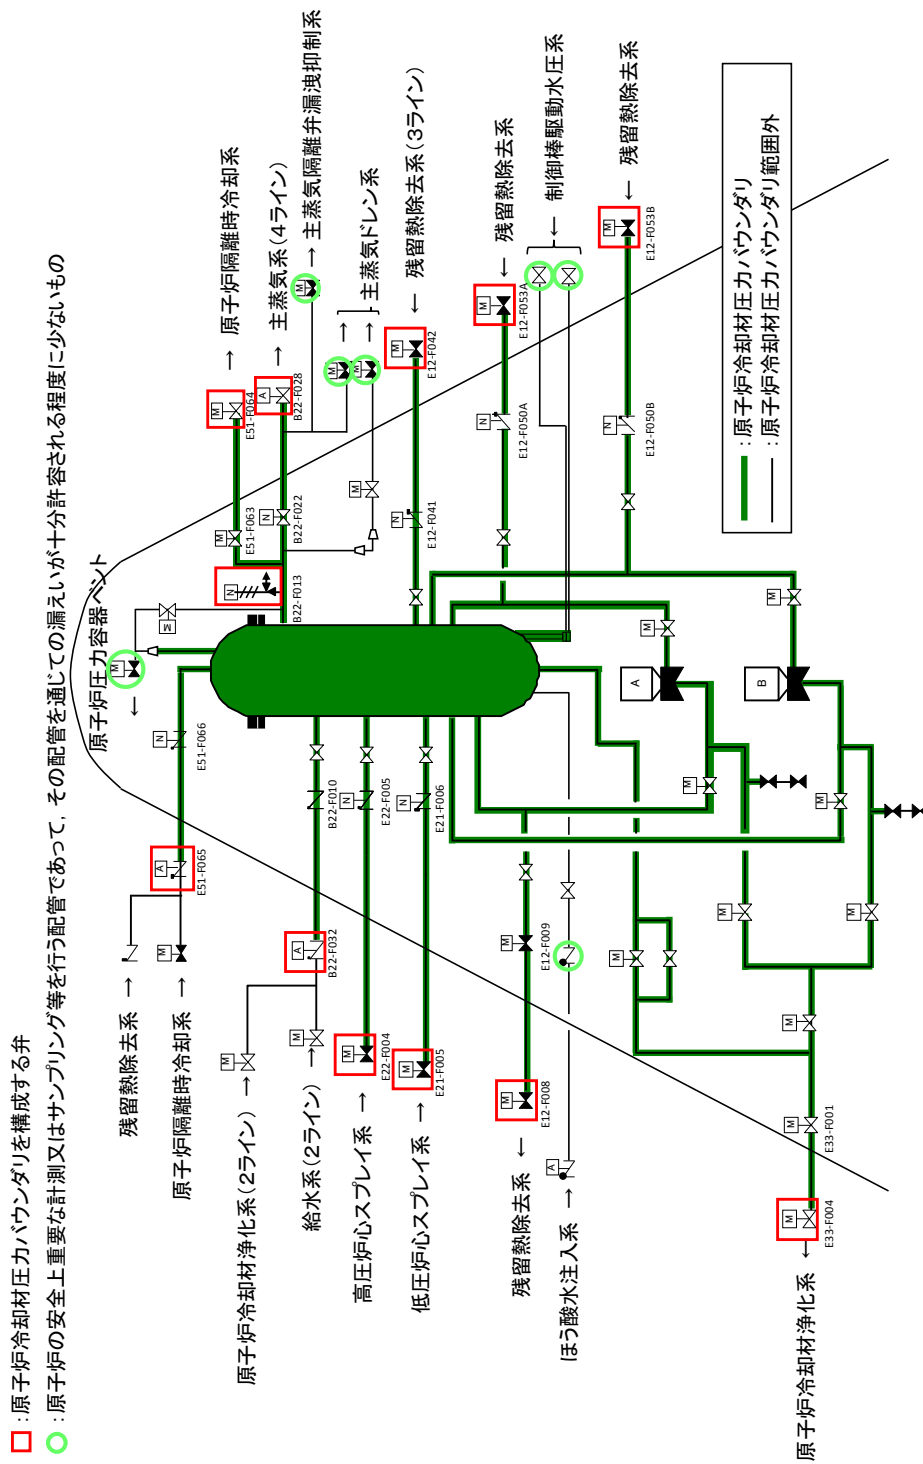 □：原子炉冷却材圧力バウンダリを構成する弁
○：原子炉の安全上重要な計測又はサンプリング等を行う配管であって，その配管を通じての漏えいが十分許容される程度に少ないもの
原子炉圧力容器ベント
M
M
残留熱除去系 →
原子炉隔離時冷却系 →
M
A
E51-F065
N
E51-F066
M
E51-F063
M
E51-F064
→ 原子炉隔離時冷却系
原子炉冷却材浄化系(2ライン) →
M
給水系(2ライン) →
M
A
B22-F032
B22-F010
N
B22-F013
N
B22-F022
A
B22-F028
→ 主蒸気系(4ライン)
M
→ 主蒸気隔離弁漏洩抑制系
M
M
M
→
→
主蒸気ドレン系
高圧炉心スプレイ系 →
M
E22-F004
N
E22-F005
低圧炉心スプレイ系 →
M
E21-F005
N
E21-F006
N
E12-F041
M
E12-F042
← 残留熱除去系(3ライン)
残留熱除去系 ←
M
E12-F008
M
N
E12-F050A
M
E12-F053A
← 残留熱除去系
ほう酸水注入系 →
A
E12-F009
← 制御棒駆動水圧系
N
E12-F050B
M
E12-F053B
← 残留熱除去系
M
M
A
B
M
M
M
M
M
M
原子炉冷却材浄化系 ←
M
E33-F004
M
E33-F001
：原子炉冷却材圧力バウンダリ
：原子炉冷却材圧力バウンダリ範囲外